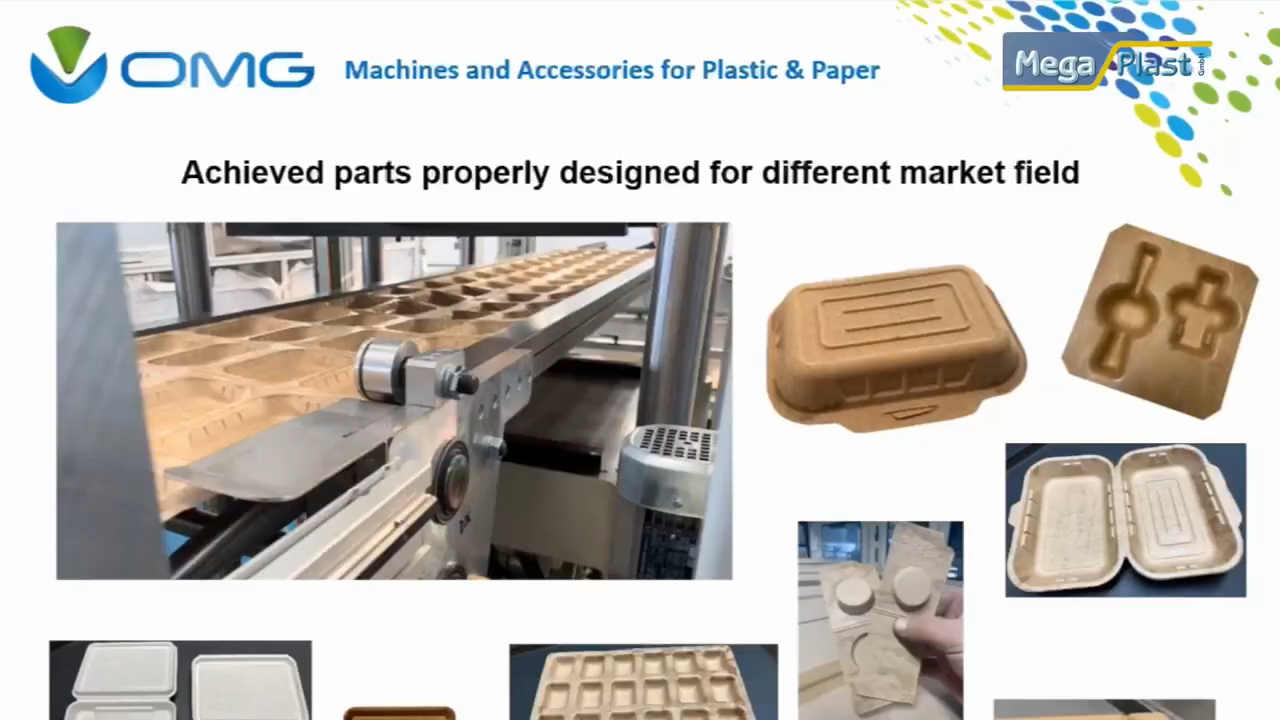 OMG
Machines and Accessories for Plastic & Paper
Mega Plast GmbH
Achieved parts properly designed for different market field